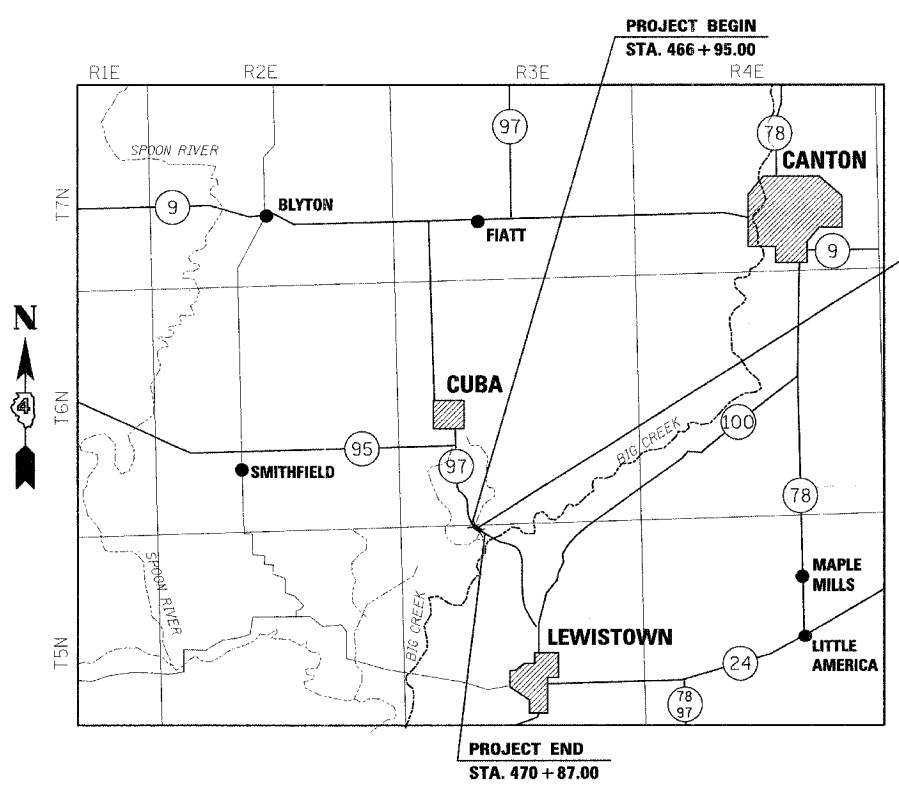 PROJECT BEGIN
STA. 466+95.00
R1E
R2E
R3E
R4E
SPOON RIVER
97
78
CANTON
T7N
9
BLYTON
FIATT
9
N
4
T6N
CUBA
95
97
SMITHFIELD
BIG CREEK
100
78
SPOON RIVER
BIG CREEK
MAPLE
MILLS
T5N
LEWISTOWN
LITTLE
AMERICA
24
78
97
PROJECT END
STA. 470+87.00